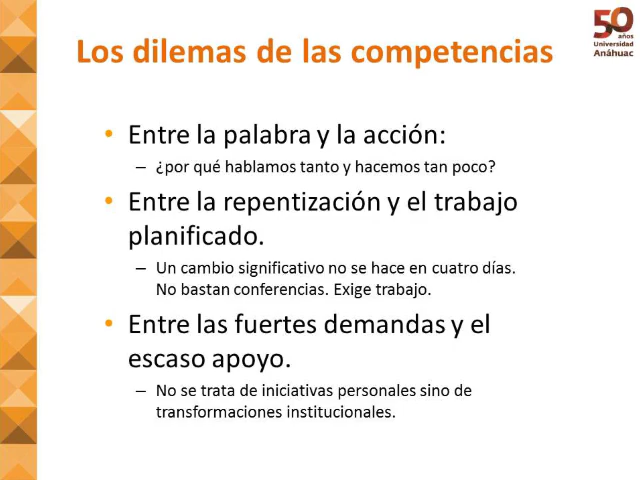 Los dilemas de las competencias
50
años
Universidad
Anáhuac
• Entre la palabra y la acción:
– ¿por qué hablamos tanto y hacemos tan poco?
• Entre la repentización y el trabajo
planificado.
– Un cambio significativo no se hace en cuatro días.
No bastan conferencias. Exige trabajo.
• Entre las fuertes demandas y el
escaso apoyo.
– No se trata de iniciativas personales sino de
transformaciones institucionales.